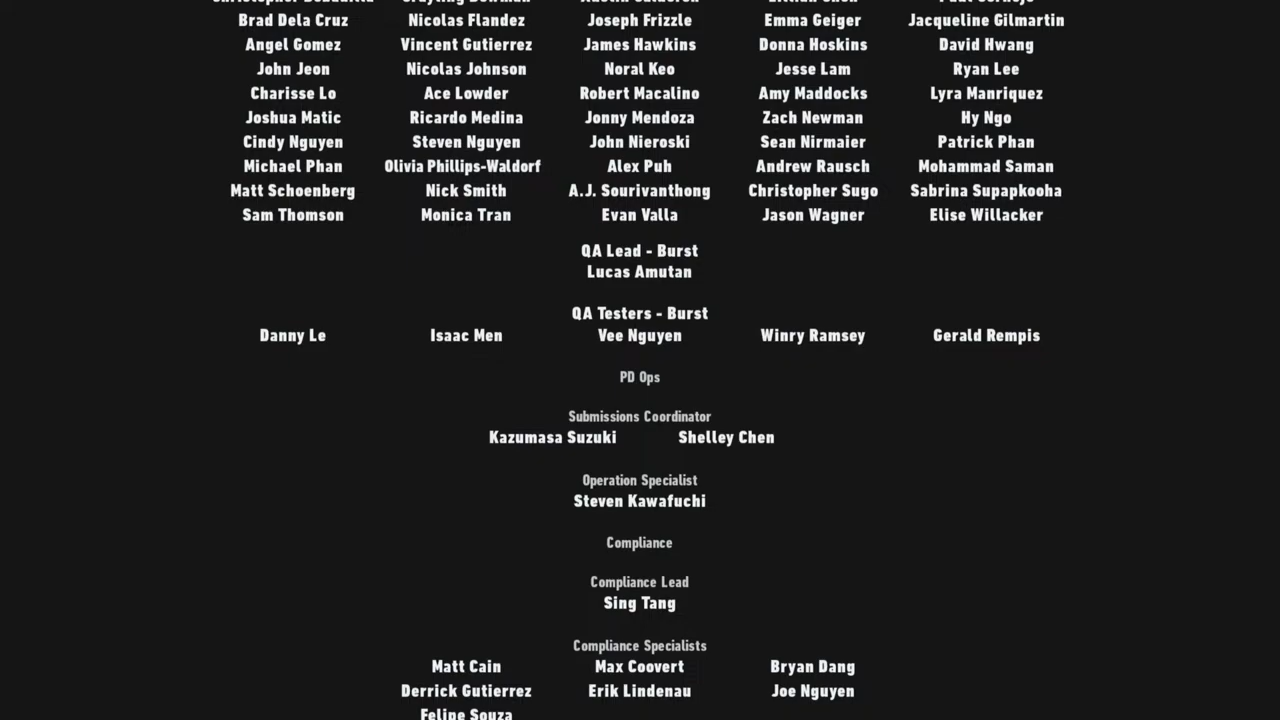 Brad Dela Cruz Nicolas Flandez Joseph Frizzle Emma Geiger Jacqueline Gilmartin
Angel Gomez Vincent Gutierrez James Hawkins Donna Hoskins David Hwang
John Jeon Nicolas Johnson Noral Keo Jesse Lam Ryan Lee
Charisse Lo Ace Lowder Robert Macalino Amy Maddocks Lyra Manriquez
Joshua Matic Ricardo Medina Jonny Mendoza Zach Newman Hy Ngo
Cindy Nguyen Steven Nguyen John Nieroski Sean Nirmaier Patrick Phan
Michael Phan Olivia Phillips-Waldorf Alex Puh Andrew Rausch Mohammad Saman
Matt Schoenberg Nick Smith A.J. Sourivanthong Christopher Sugo Sabrina Supapkooha
Sam Thomson Monica Tran Evan Valla Jason Wagner Elise Willacker
QA Lead - Burst
Lucas Amutan
QA Testers - Burst
Danny Le Isaac Men Vee Nguyen Winry Ramsey Gerald Rempis
PD Ops
Submissions Coordinator
Kazumasa Suzuki Shelley Chen
Operation Specialist
Steven Kawafuchi
Compliance
Compliance Lead
Sing Tang
Compliance Specialists
Matt Cain Max Coovert Bryan Dang
Derrick Gutierrez Erik Lindenau Joe Nguyen
Felipe Souza